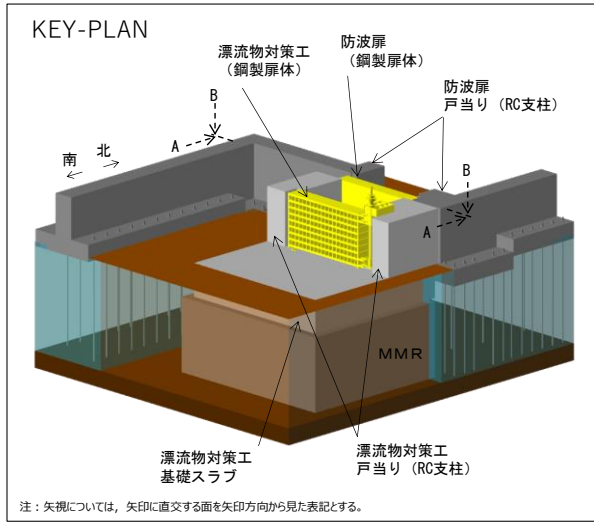 KEY-PLAN
漂流物対策工
（鋼製扉体）
防波扉
（鋼製扉体）
防波扉
戸当り（RC支柱）
B
A
南 北
B
A
MMR
漂流物対策工
基礎スラブ
漂流物対策工
戸当り（RC支柱）
注：矢視については，矢印に直交する面を矢印方向から見た表記とする。